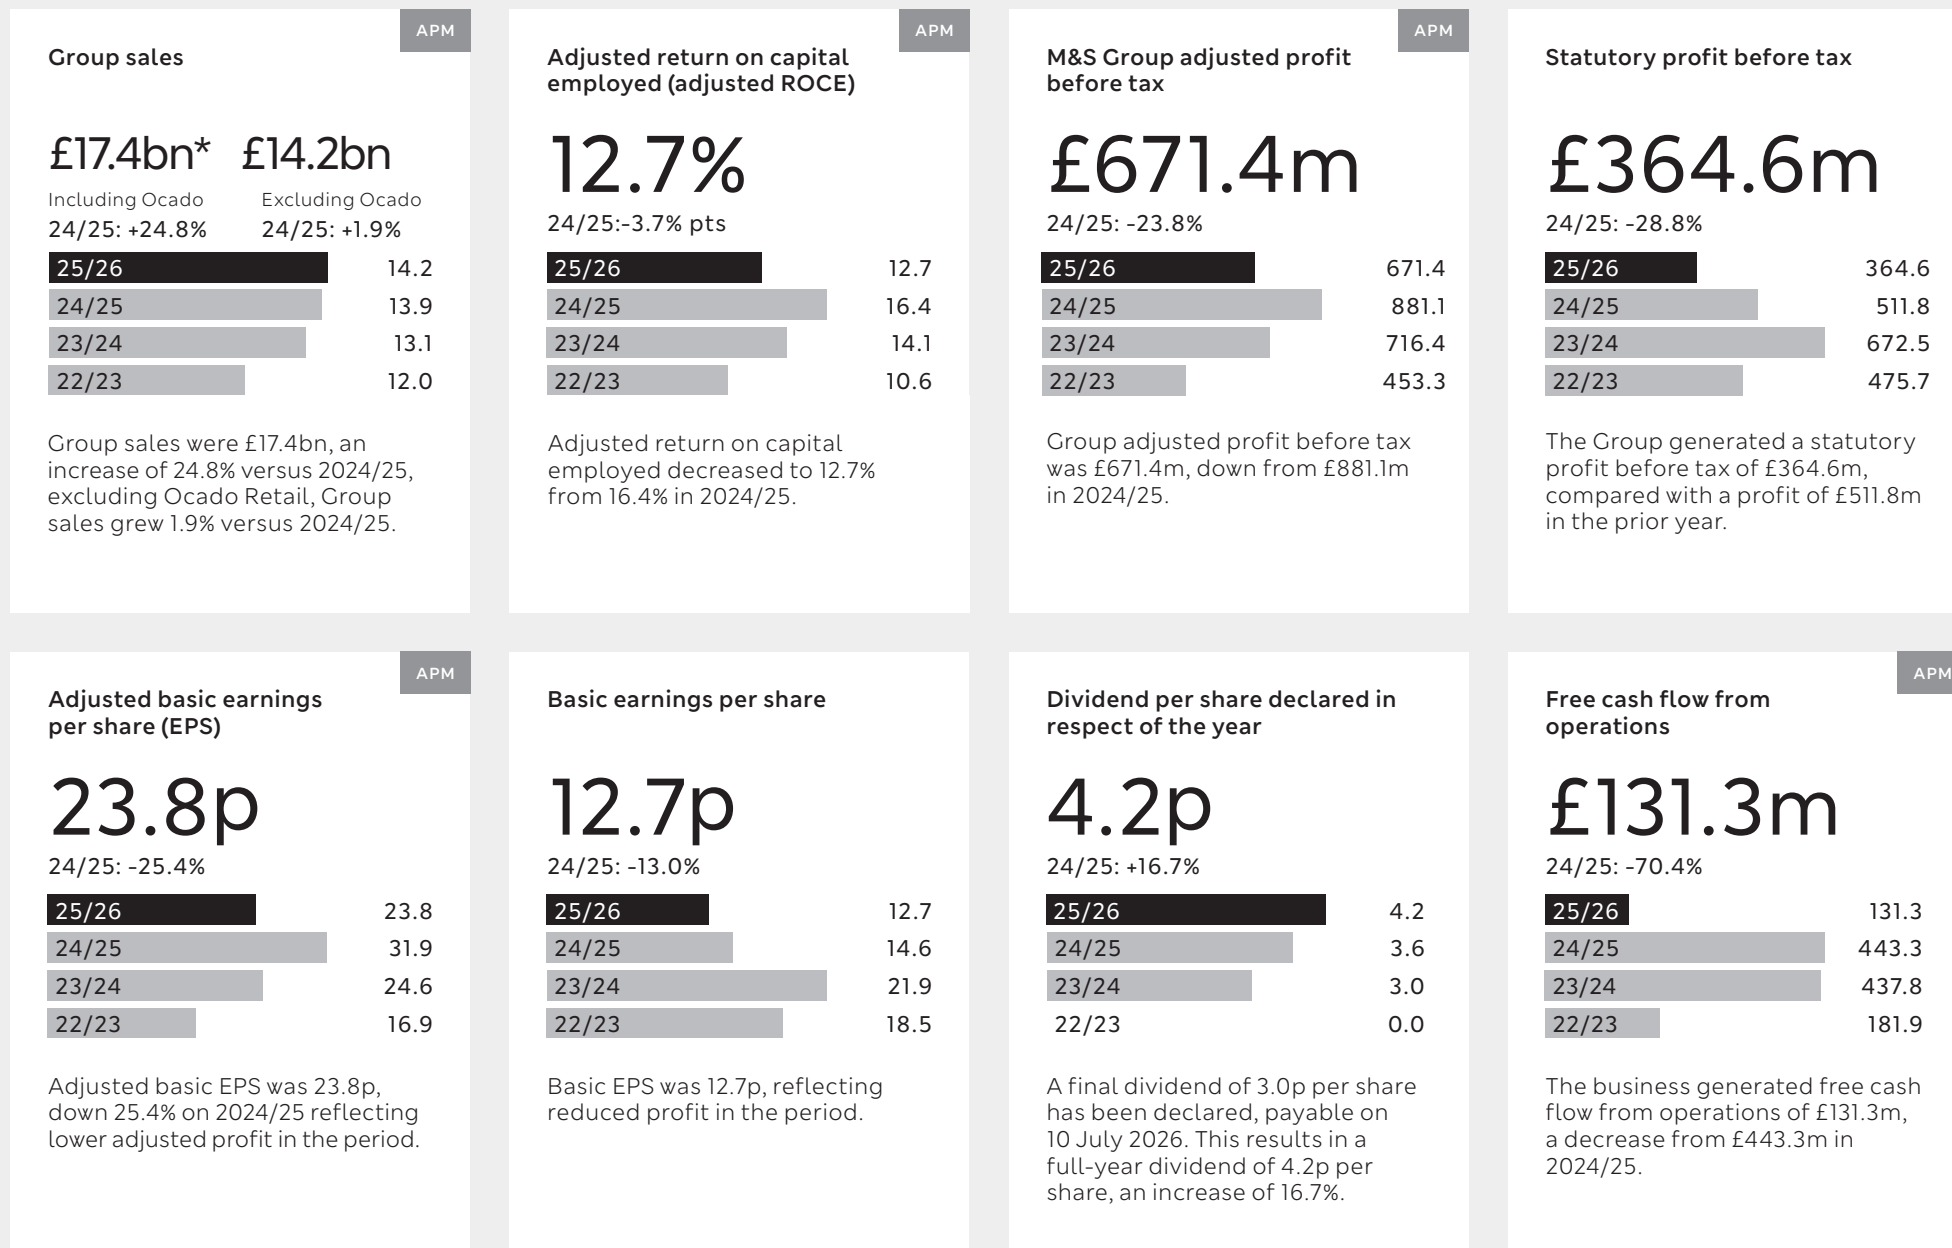 APM
Group sales
£17.4bn* £14.2bn
Including Ocado Excluding Ocado
24/25: +24.8% 24/25: +1.9%
25/26 14.2
24/25 13.9
23/24 13.1
22/23 12.0
Group sales were £17.4bn, an
increase of 24.8% versus 2024/25,
excluding Ocado Retail, Group
sales grew 1.9% versus 2024/25.
APM
Adjusted return on capital
employed (adjusted ROCE)
12.7%
24/25:-3.7% pts
25/26 12.7
24/25 16.4
23/24 14.1
22/23 10.6
Adjusted return on capital
employed decreased to 12.7%
from 16.4% in 2024/25.
APM
M&S Group adjusted profit
before tax
£671.4m
24/25: -23.8%
25/26 671.4
24/25 881.1
23/24 716.4
22/23 453.3
Group adjusted profit before tax
was £671.4m, down from £881.1m
in 2024/25.
Statutory profit before tax
£364.6m
24/25: -28.8%
25/26 364.6
24/25 511.8
23/24 672.5
22/23 475.7
The Group generated a statutory
profit before tax of £364.6m,
compared with a profit of £511.8m
in the prior year.
APM
Adjusted basic earnings
per share (EPS)
23.8p
24/25: -25.4%
25/26 23.8
24/25 31.9
23/24 24.6
22/23 16.9
Adjusted basic EPS was 23.8p,
down 25.4% on 2024/25 reflecting
lower adjusted profit in the period.
Basic earnings per share
12.7p
24/25: -13.0%
25/26 12.7
24/25 14.6
23/24 21.9
22/23 18.5
Basic EPS was 12.7p, reflecting
reduced profit in the period.
Dividend per share declared in
respect of the year
4.2p
24/25: +16.7%
25/26 4.2
24/25 3.6
23/24 3.0
22/23 0.0
A final dividend of 3.0p per share
has been declared, payable on
10 July 2026. This results in a
full-year dividend of 4.2p per
share, an increase of 16.7%.
APM
Free cash flow from
operations
£131.3m
24/25: -70.4%
25/26 131.3
24/25 443.3
23/24 437.8
22/23 181.9
The business generated free cash
flow from operations of £131.3m,
a decrease from £443.3m in
2024/25.